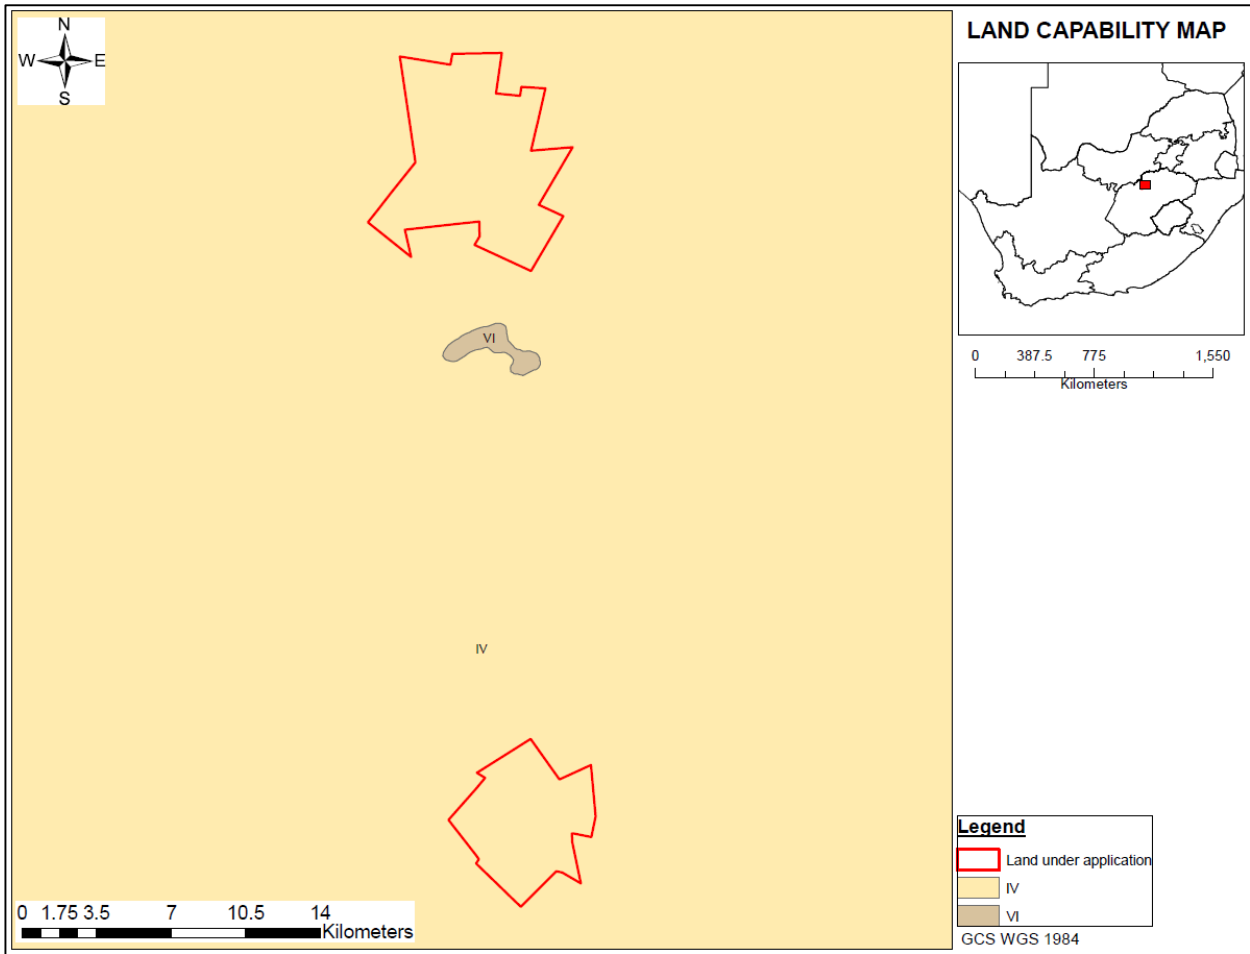 N
W E
S
LAND CAPABILITY MAP
0 387.5 775 1,550
Kilometers
VI
IV
0 1.75 3.5 7 10.5 14
Kilometers
Legend
Land under application
IV
VI
GCS WGS 1984